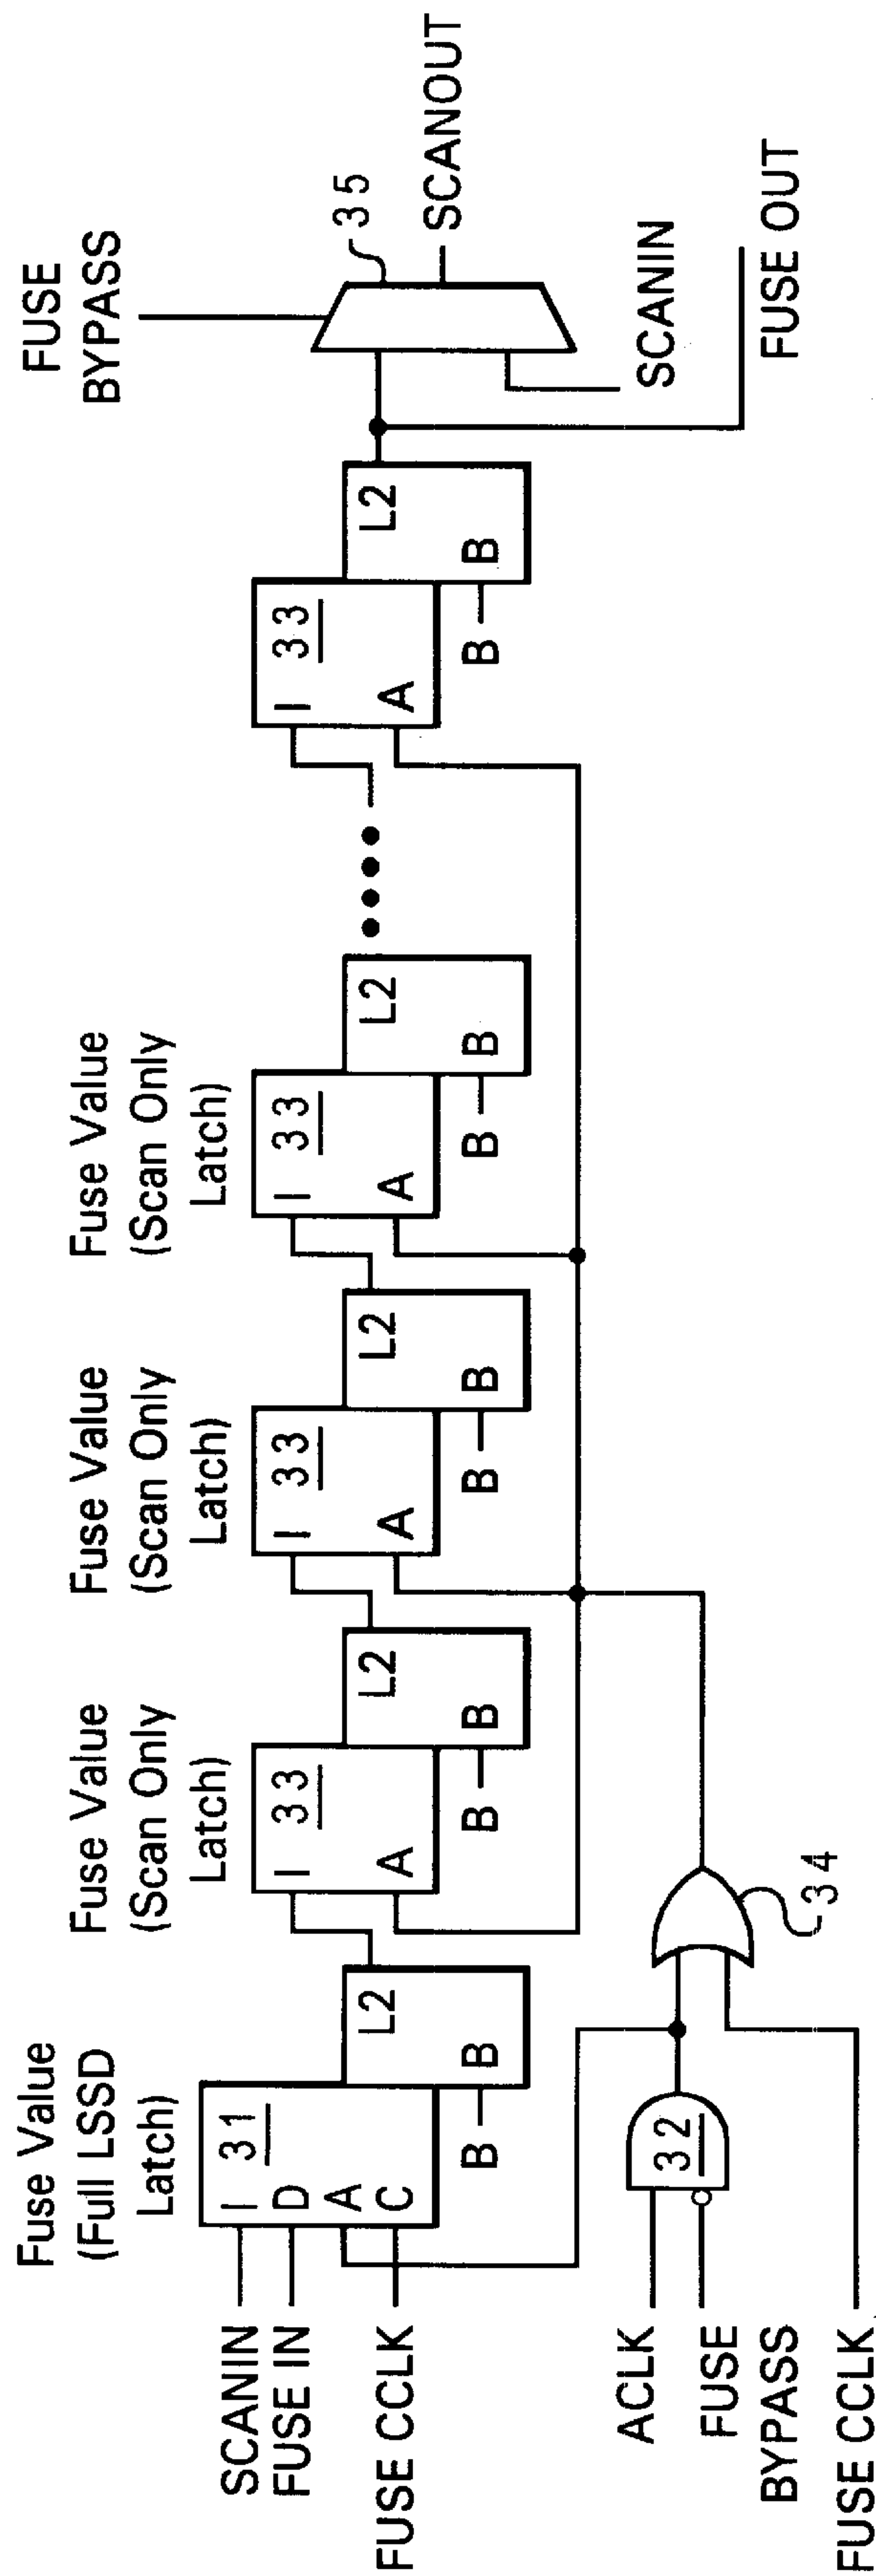 Fuse Value
(Full LSSD
Latch)
Fuse Value
(Scan Only
Latch)
Fuse Value
(Scan Only
Latch)
Fuse Value
(Scan Only
Latch)
FUSE
BYPASS
SCANIN
FUSE IN
FUSE CCLK
I 31
D
A
C
L2
B
B
I 33
A
L2
B
B
I 33
A
L2
B
B
I 33
A
L2
B
B
I 33
A
L2
B
B
35
SCANOUT
SCANIN
FUSE OUT
ACLK
FUSE
BYPASS
FUSE CCLK
32
34